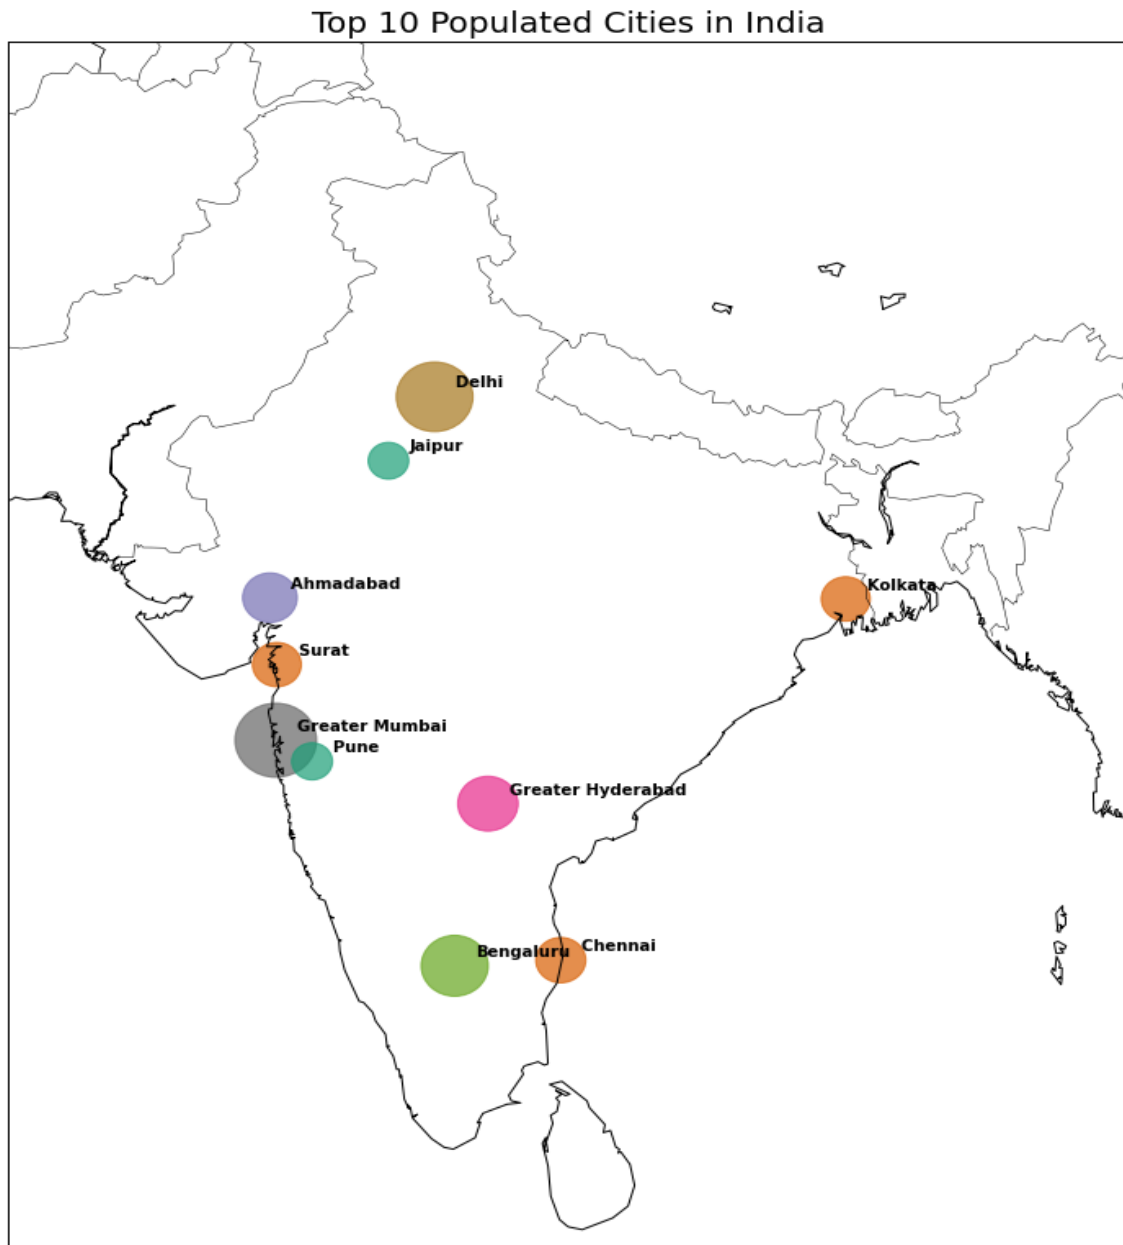 Top 10 Populated Cities in India
Delhi
Jaipur
Ahmadabad
Kolkata
Surat
Greater Mumbai
Pune
Greater Hyderabad
Chennai
Bengaluru